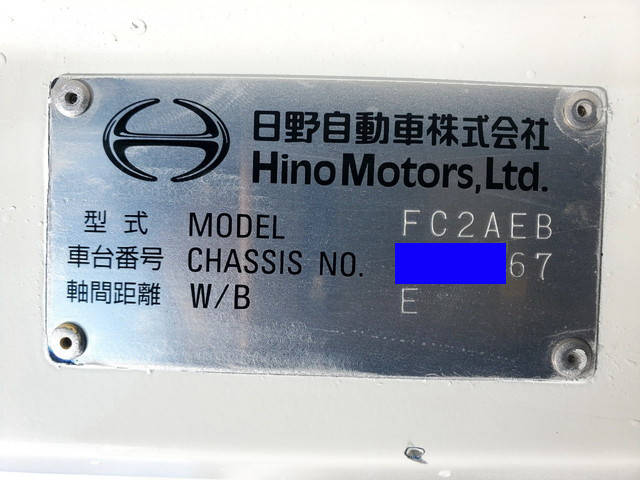 日野自動車株式会社
Hino Motors, Ltd.
型式 MODEL FC2AEB
車台番号 CHASSIS NO. 67
軸間距離 W/B E